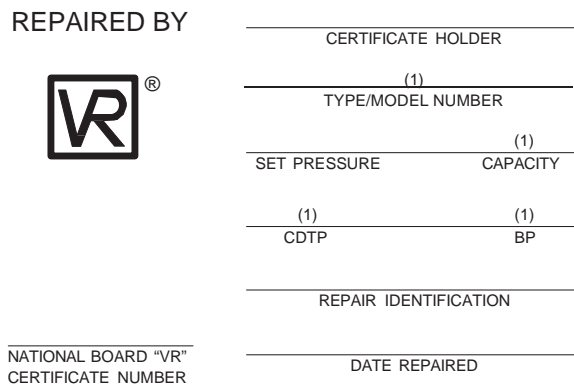 REPAIRED BY
VR ®
NATIONAL BOARD “VR”
CERTIFICATE NUMBER
CERTIFICATE HOLDER
(1)
TYPE/MODEL NUMBER
(1)
SET PRESSURE CAPACITY
(1) (1)
CDTP BP
REPAIR IDENTIFICATION
DATE REPAIRED